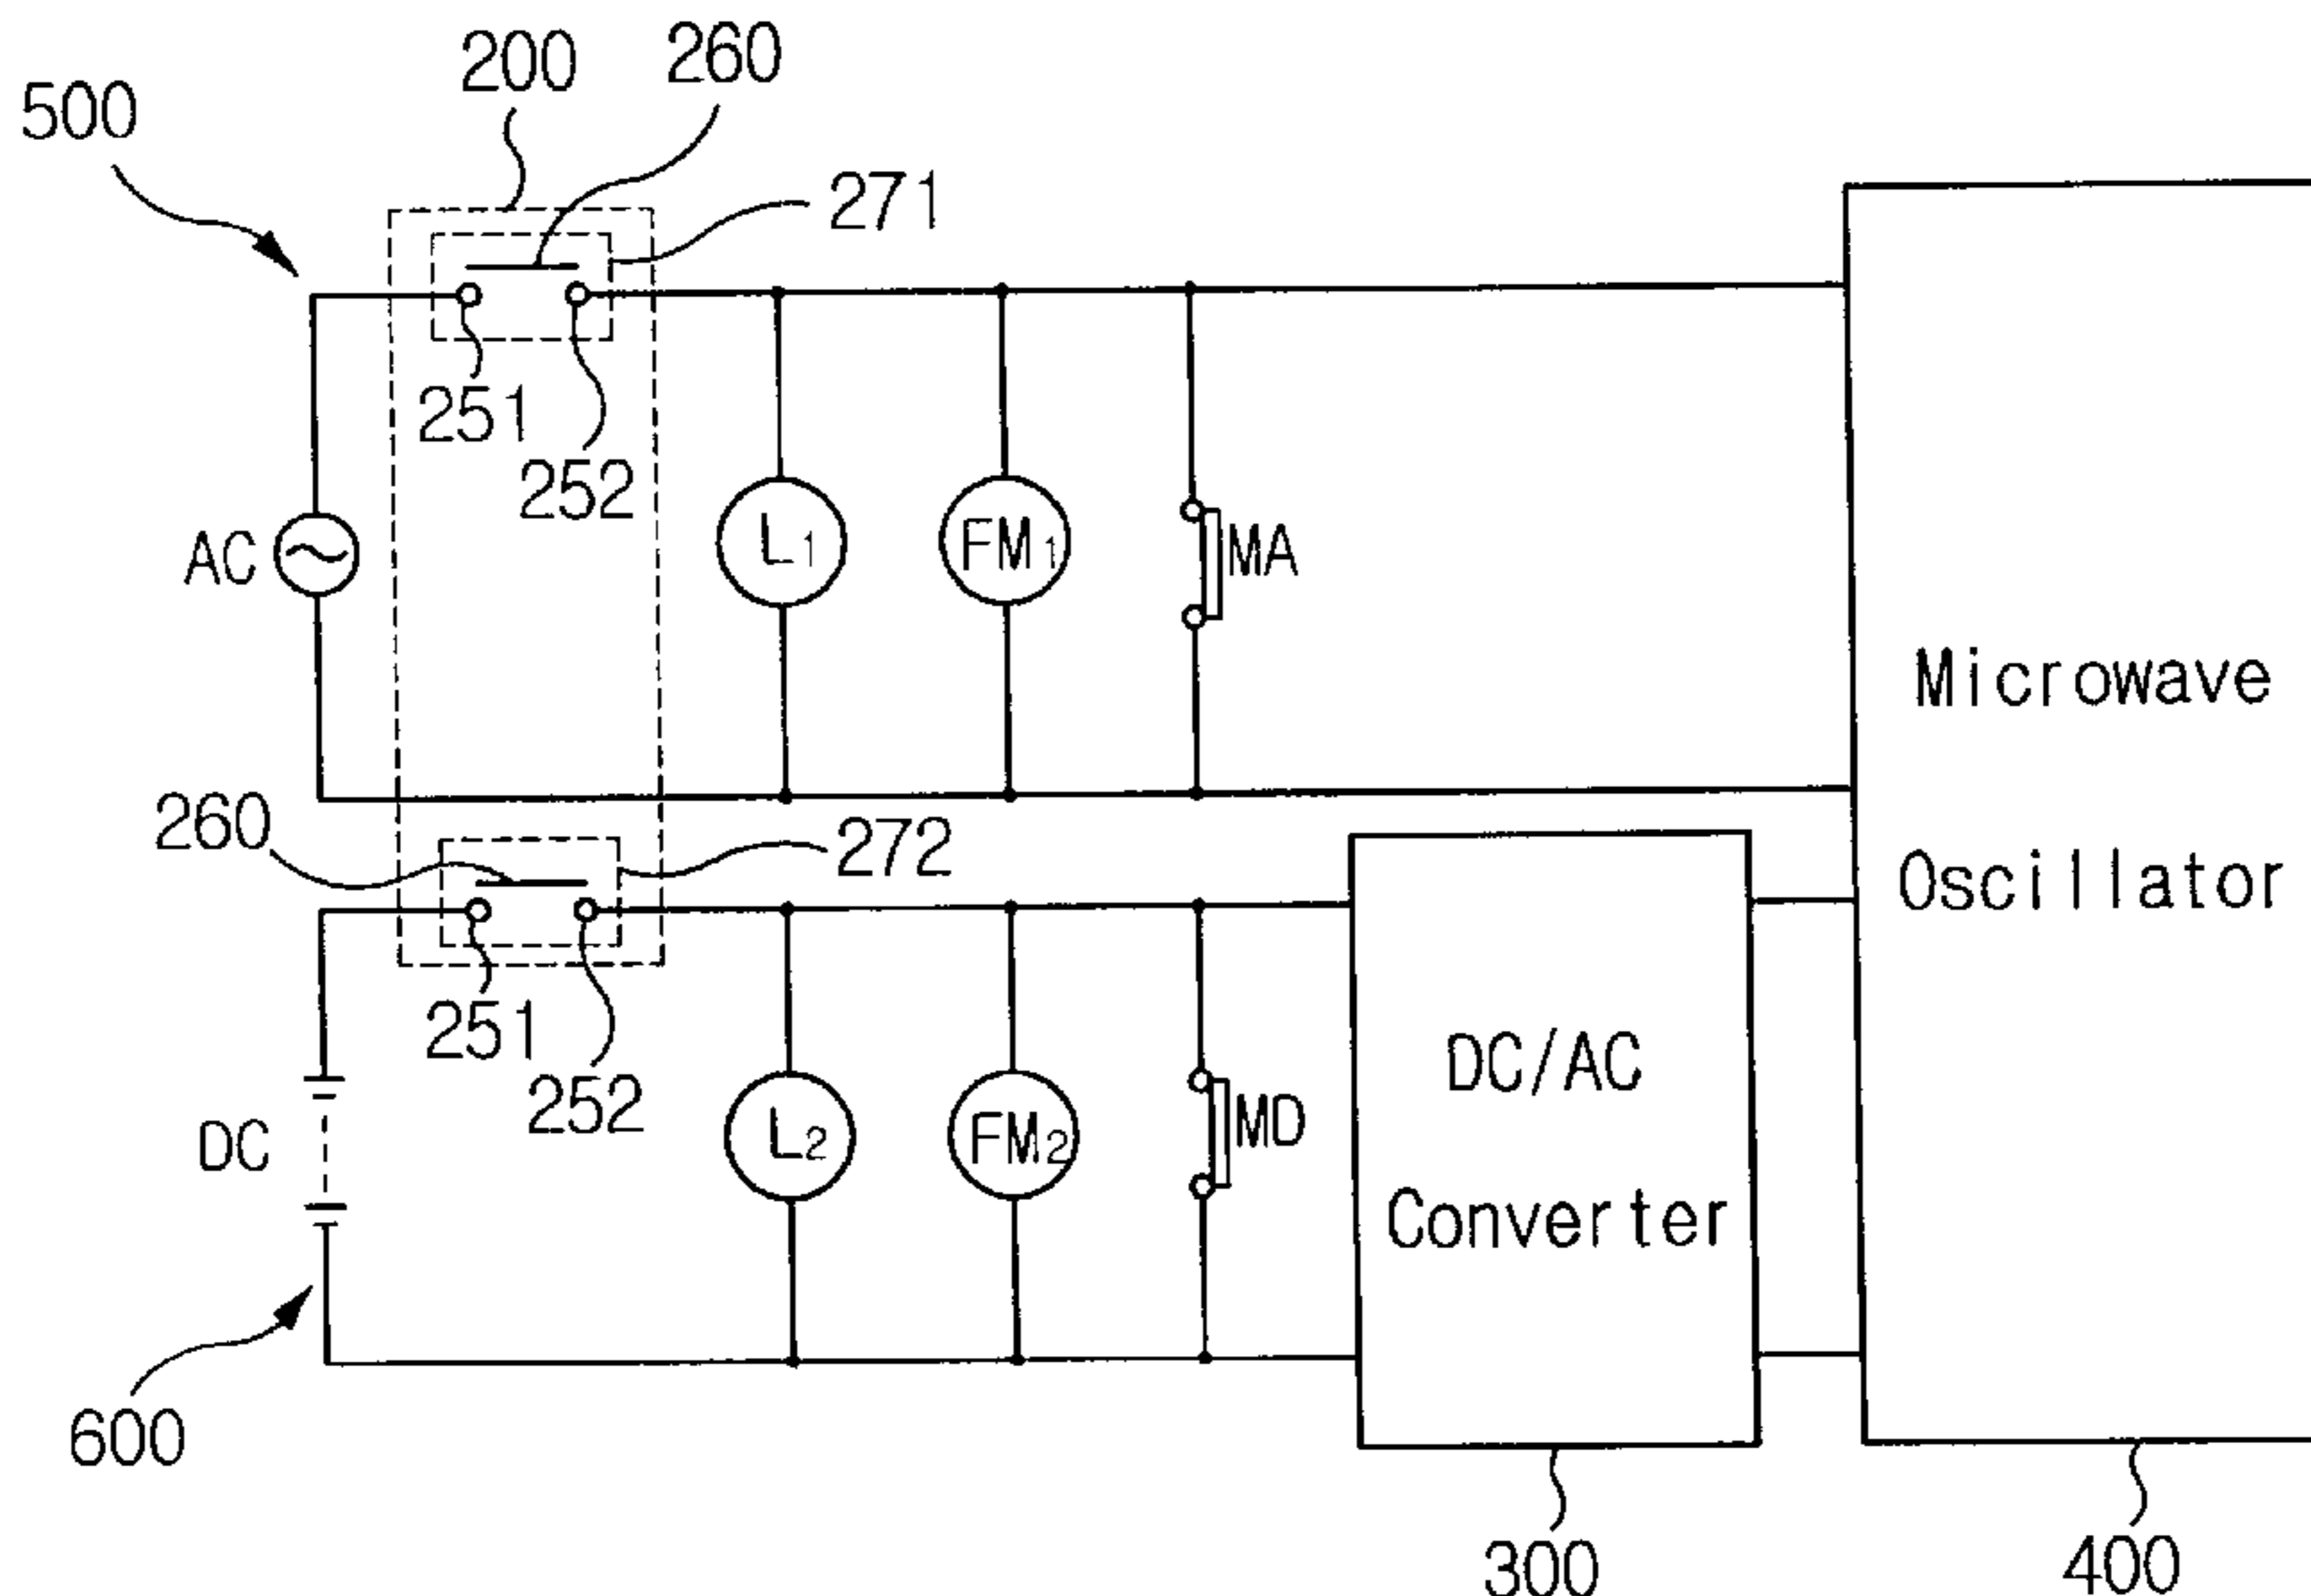 200
260
500
271
251
252
AC
L1
FM1
MA
Microwave
Oscillator
260
272
251
252
DC
L2
FM2
MD
DC/AC
Converter
600
300
400